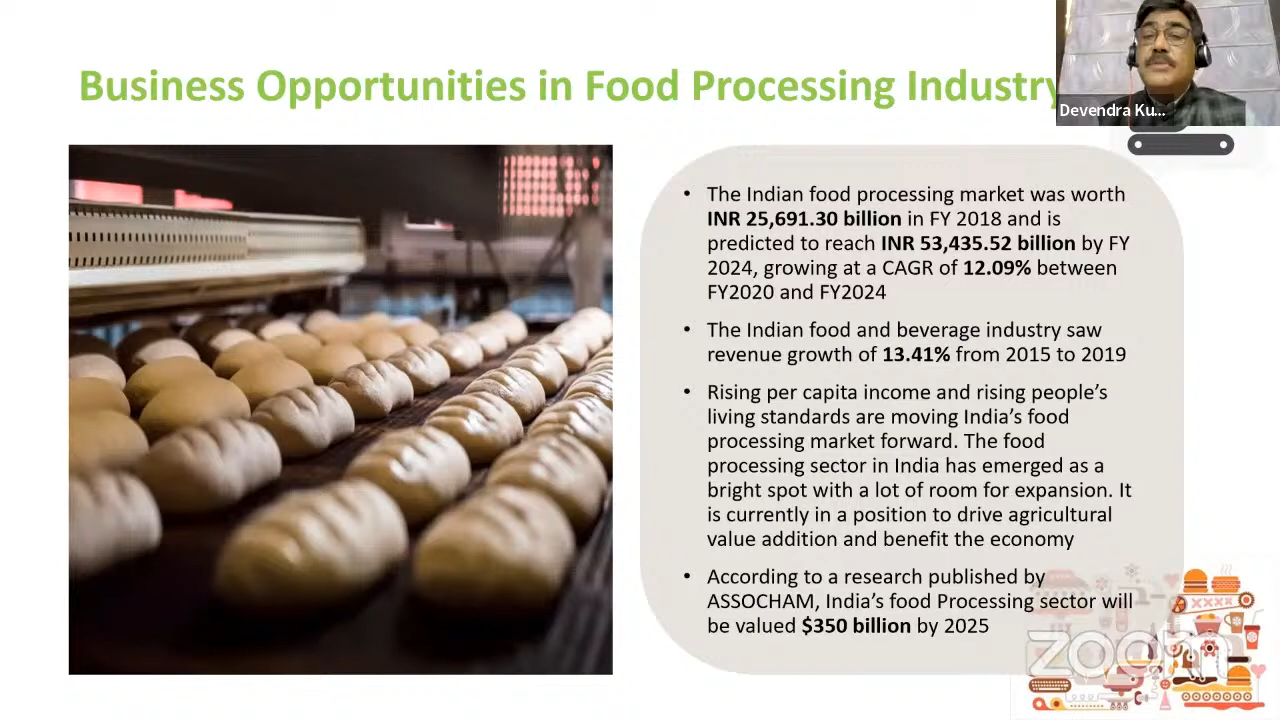 Business Opportunities in Food Processing Industry
Devendra Ku...
• The Indian food processing market was worth
INR 25,691.30 billion in FY 2018 and is
predicted to reach INR 53,435.52 billion by FY
2024, growing at a CAGR of 12.09% between
FY2020 and FY2024
• The Indian food and beverage industry saw
revenue growth of 13.41% from 2015 to 2019
• Rising per capita income and rising people’s
living standards are moving India’s food
processing market forward. The food
processing sector in India has emerged as a
bright spot with a lot of room for expansion. It
is currently in a position to drive agricultural
value addition and benefit the economy
• According to a research published by
ASSOCHAM, India’s food Processing sector will
be valued $350 billion by 2025
zoom